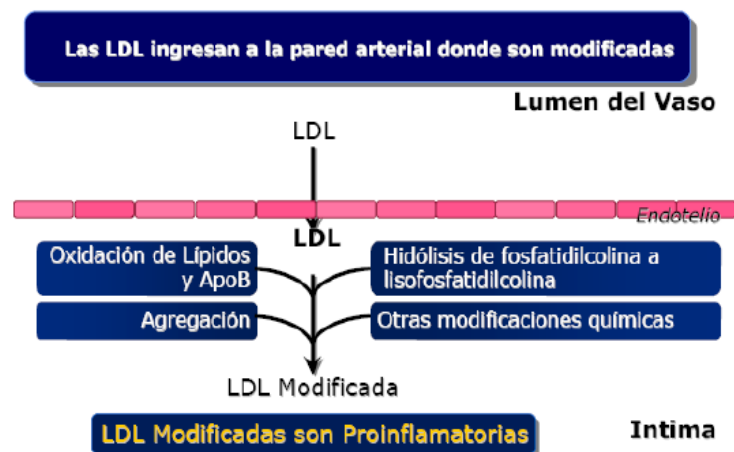 Las LDL ingresan a la pared arterial donde son modificadas
Lumen del Vaso
LDL
Endotelio
LDL
Oxidación de Lípidos
y ApoB
Hidólisis de fosfatidilcolina a
lisofosfatidilcolina
Agregación
Otras modificaciones químicas
LDL Modificada
LDL Modificadas son Proinflamatorias
Intima